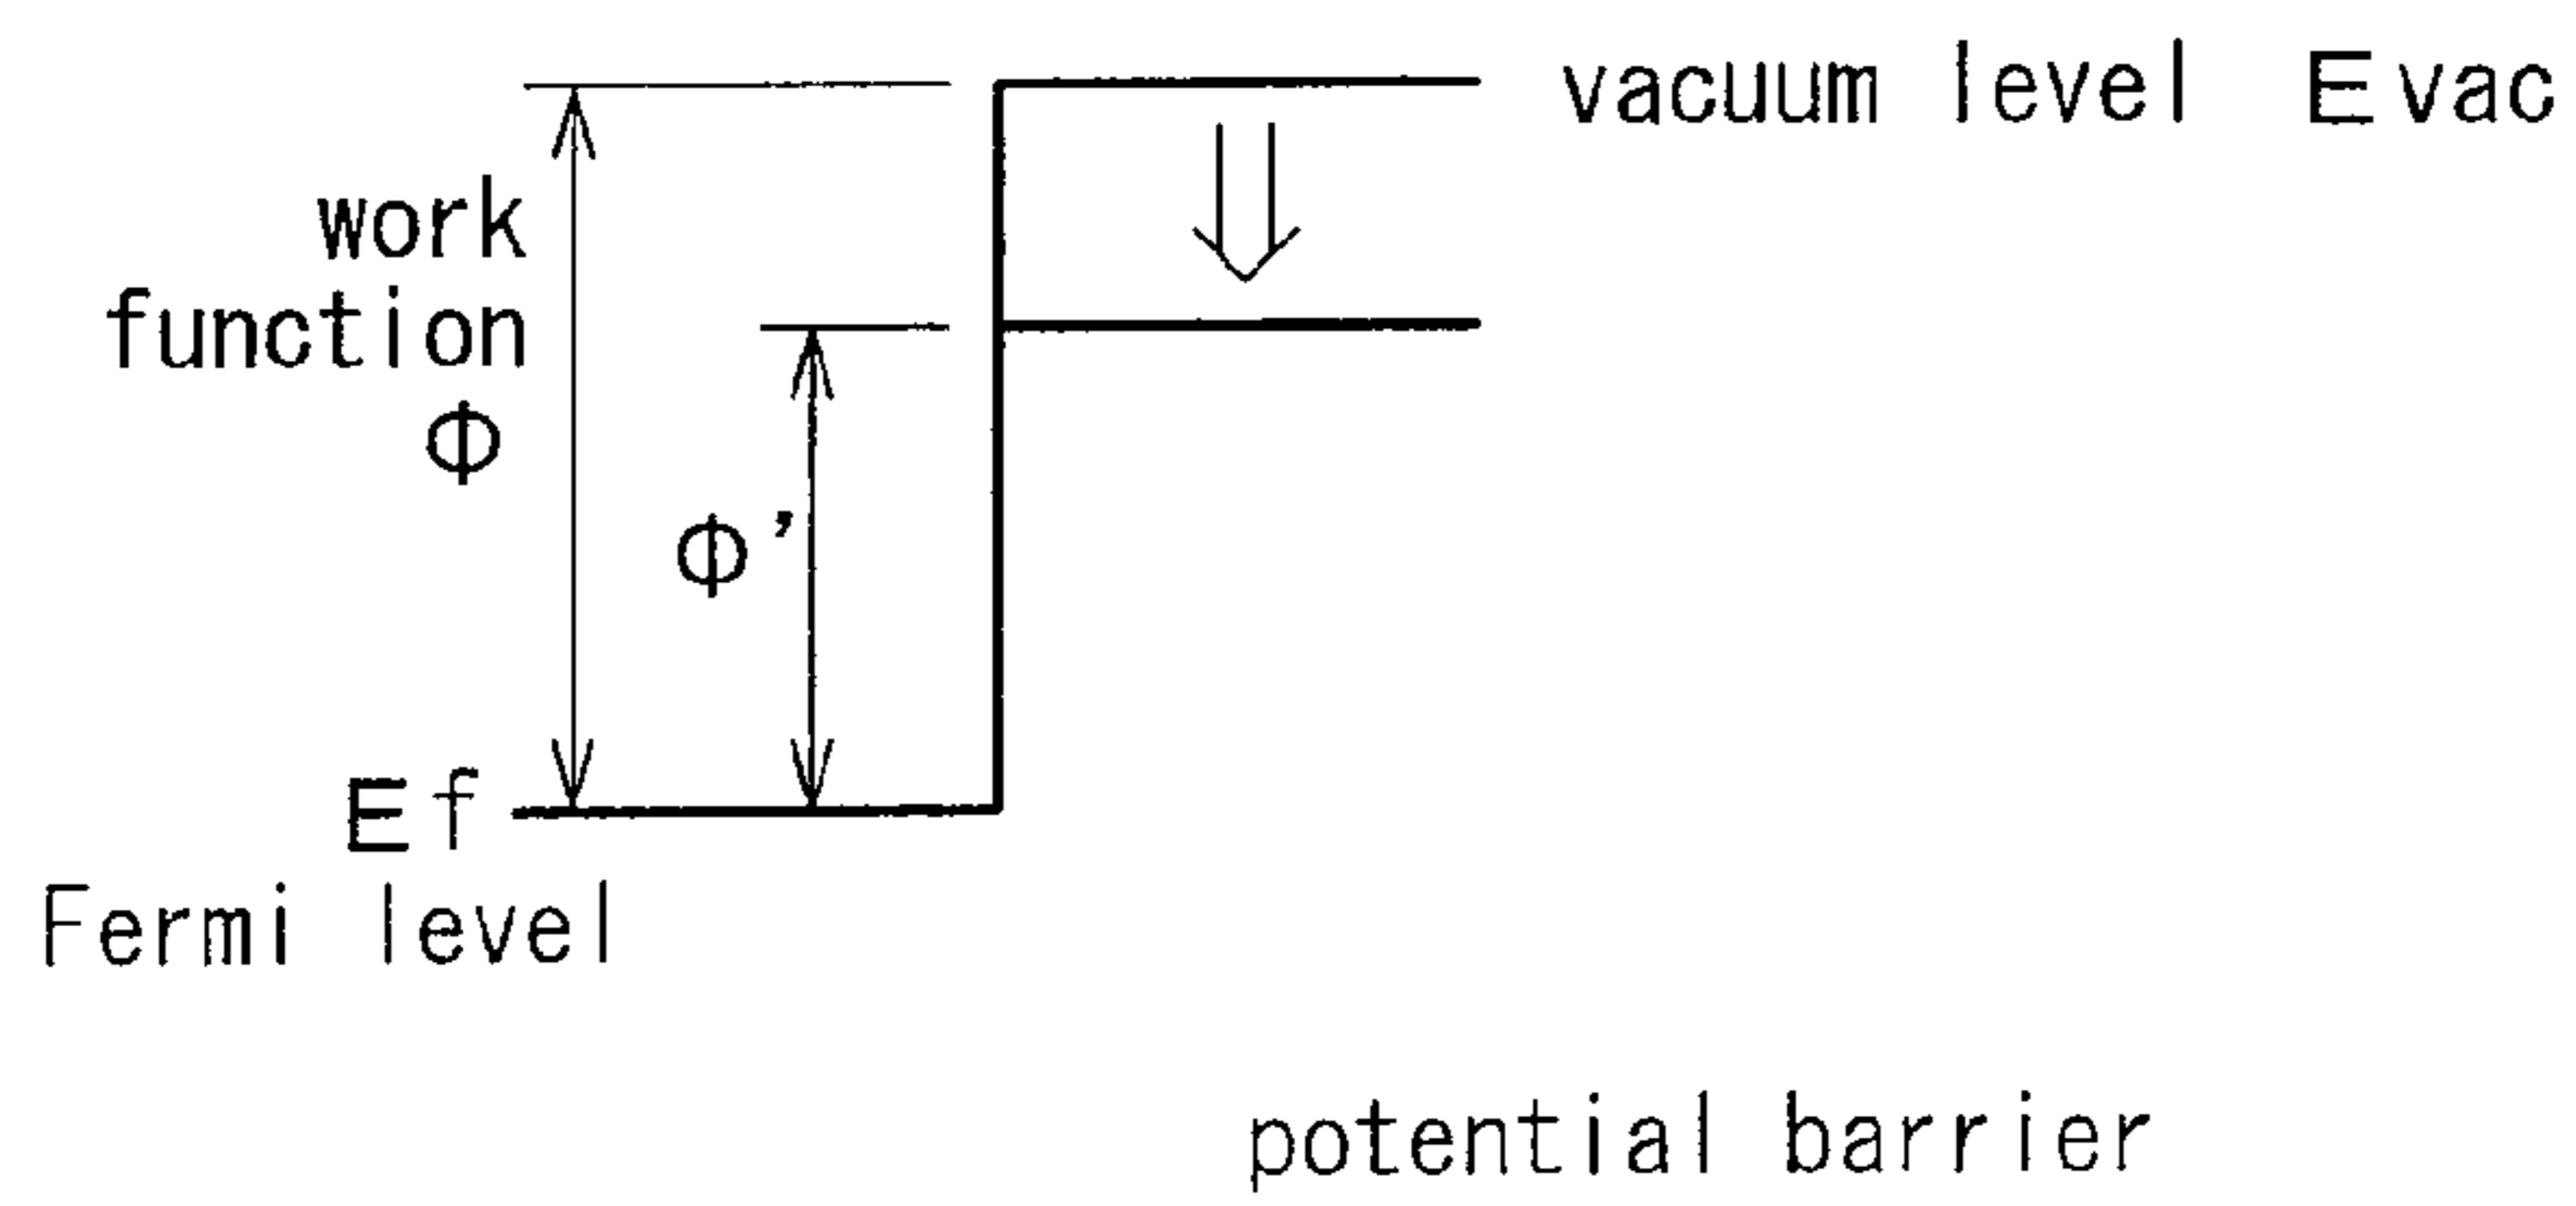 vacuum level Evac
work
function
Φ
Φ'
Ef
Fermi level
potential barrier